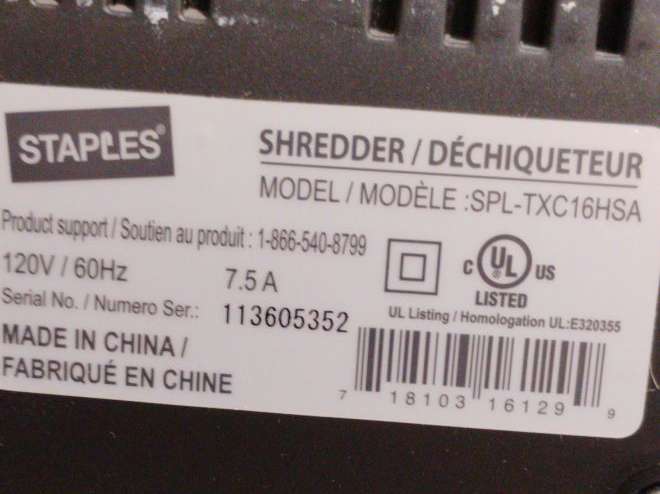 STAPLES®
SHREDDER / DÉCHIQUETEUR
MODEL / MODÈLE :SPL-TXC16HSA
Product support / Soutien au produit : 1-866-540-8799
120V / 60Hz 7.5 A
Serial No. / Numero Ser.: 113605352
C UL US
LISTED
UL Listing / Homologation UL:E320355
MADE IN CHINA /
FABRIQUÉ EN CHINE
7 18103 16129 9